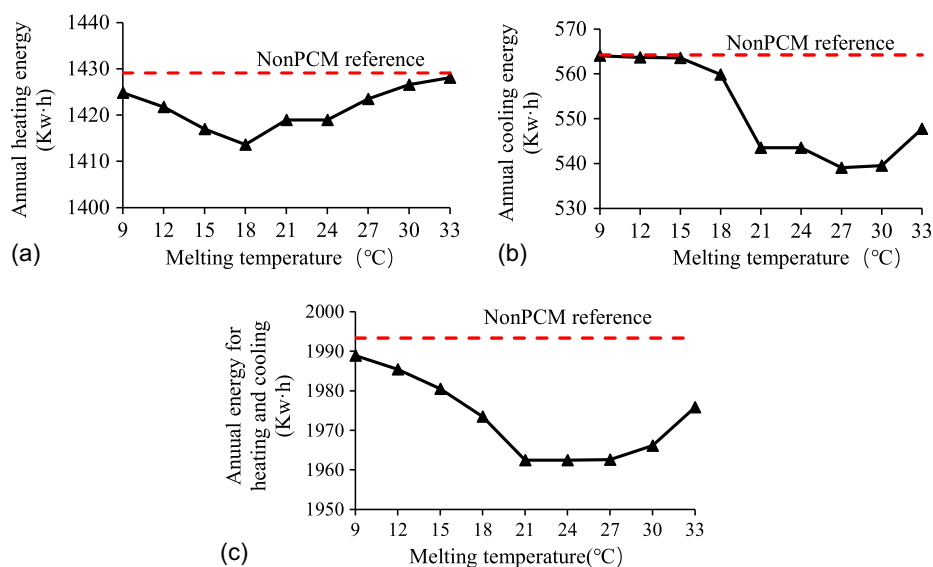 1440
1430
1420
1410
1400
Annual heating energy
(Kw·h)
NonPCM reference
9 12 15 18 21 24 27 30 33
Melting temperature (℃)
(a)
570
560
550
540
530
Annual cooling energy
(Kw·h)
NonPCM reference
9 12 15 18 21 24 27 30 33
Melting temperature (℃)
(b)
2000
1990
1980
1970
1960
1950
Anuual energy for
heating and cooling
(Kw·h)
NonPCM reference
9 12 15 18 21 24 27 30 33
Melting temperature(℃)
(c)